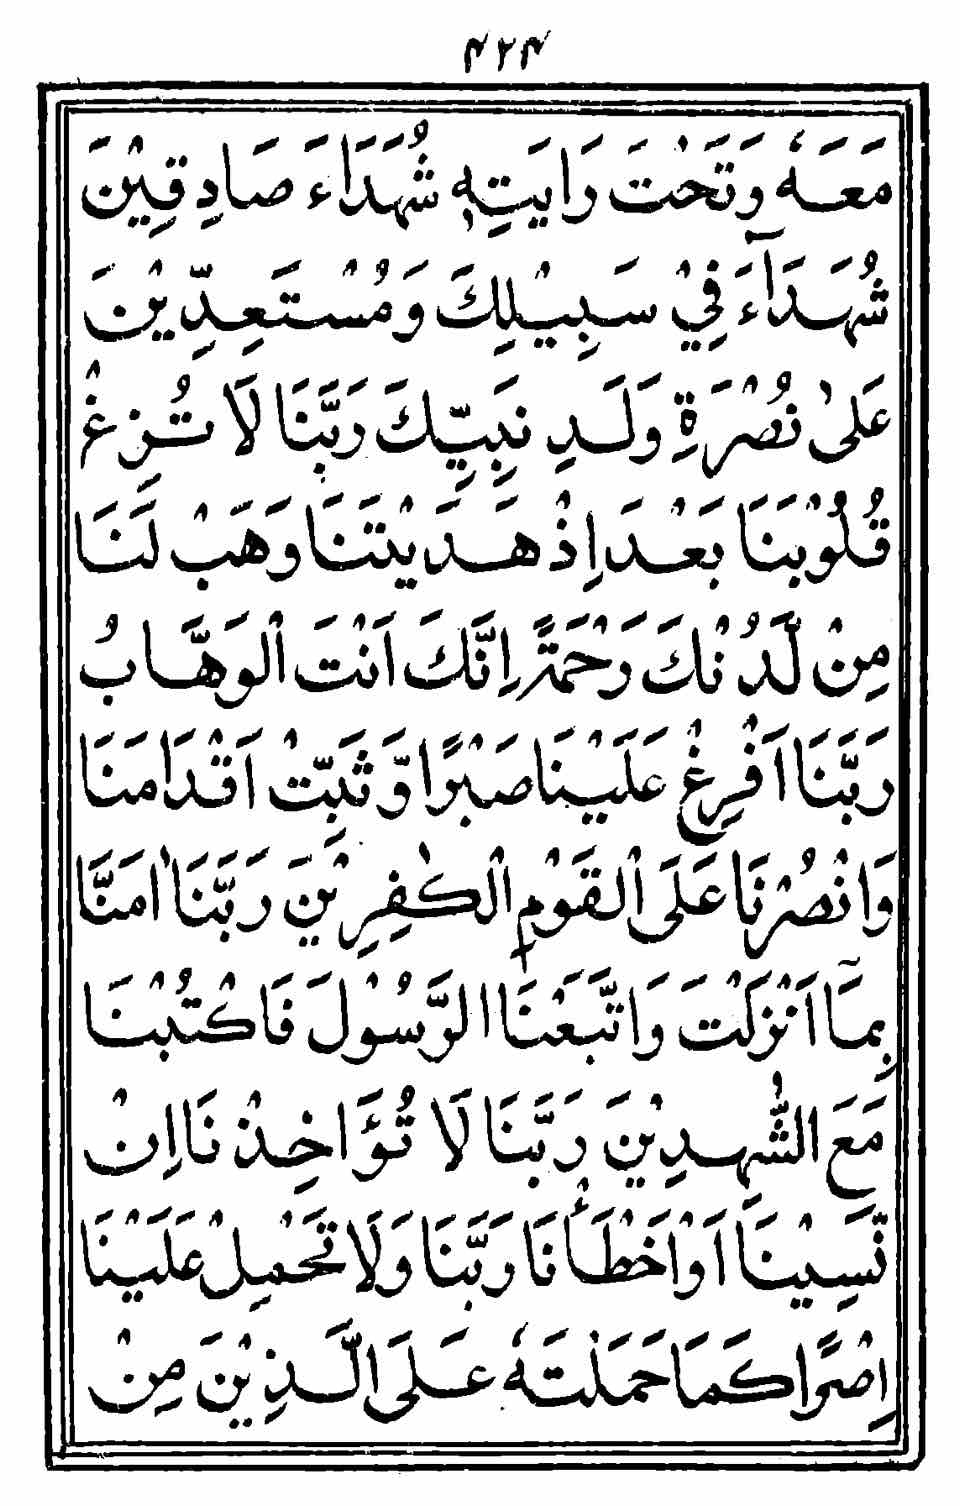 ۴۲۴
مَعَهٗ وَتَحْتَ رَايَتِهٖ شُهَدَاءَ صَادِقِيْنَ
شُهَدَآءَ فِيْ سَبِيْلِكَ وَمُسْتَعِدِّيْنَ
عَلٰى نُصْرَةِ وَلَدِ نَبِيِّكَ رَبَّنَا لَا تُزِغْ
قُلُوْبَنَا بَعْدَ اِذْ هَدَيْتَنَا وَهَبْ لَنَا
مِنْ لَّدُنْكَ رَحْمَةً اِنَّكَ اَنْتَ الْوَهَّابُ
رَبَّنَا اَفْرِغْ عَلَيْنَا صَبْرًا وَّثَبِّتْ اَقْدَامَنَا
وَانْصُرْنَا عَلَى الْقَوْمِ الْكٰفِرِيْنَ رَبَّنَا اٰمَنَّا
بِمَا اَنْزَلْتَ وَاتَّبَعْنَا الرَّسُوْلَ فَاكْتُبْنَا
مَعَ الشّٰهِدِيْنَ رَبَّنَا لَا تُؤَاخِذْنَا اِنْ
نَّسِيْنَا اَوْ اَخْطَأْنَا رَبَّنَا وَلَا تَحْمِلْ عَلَيْنَا
اِصْرًا كَمَا حَمَلْتَهٗ عَلَى الَّذِيْنَ مِنْ